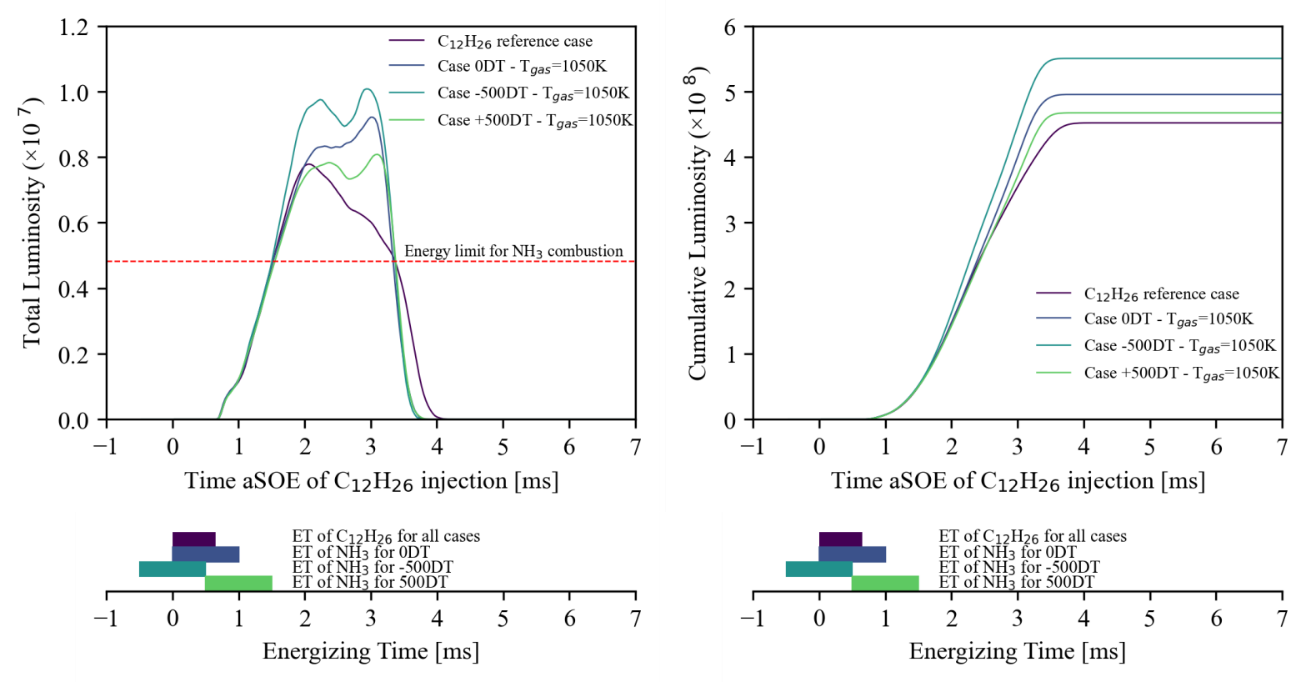 1.2
1.0
0.8
0.6
0.4
0.2
0.0
Total Luminosity (×10 ⁷)
C₁₂H₂₆ reference case
Case 0DT - T_gas=1050K
Case -500DT - T_gas=1050K
Case +500DT - T_gas=1050K
Energy limit for NH₃ combustion
−1 0 1 2 3 4 5 6 7
Time aSOE of C₁₂H₂₆ injection [ms]
ET of C₁₂H₂₆ for all cases
ET of NH₃ for 0DT
ET of NH₃ for -500DT
ET of NH₃ for 500DT
−1 0 1 2 3 4 5 6 7
Energizing Time [ms]
6
5
4
3
2
1
0
Cumulative Luminosity (×10 ⁸)
C₁₂H₂₆ reference case
Case 0DT - T_gas=1050K
Case -500DT - T_gas=1050K
Case +500DT - T_gas=1050K
−1 0 1 2 3 4 5 6 7
Time aSOE of C₁₂H₂₆ injection [ms]
ET of C₁₂H₂₆ for all cases
ET of NH₃ for 0DT
ET of NH₃ for -500DT
ET of NH₃ for 500DT
−1 0 1 2 3 4 5 6 7
Energizing Time [ms]